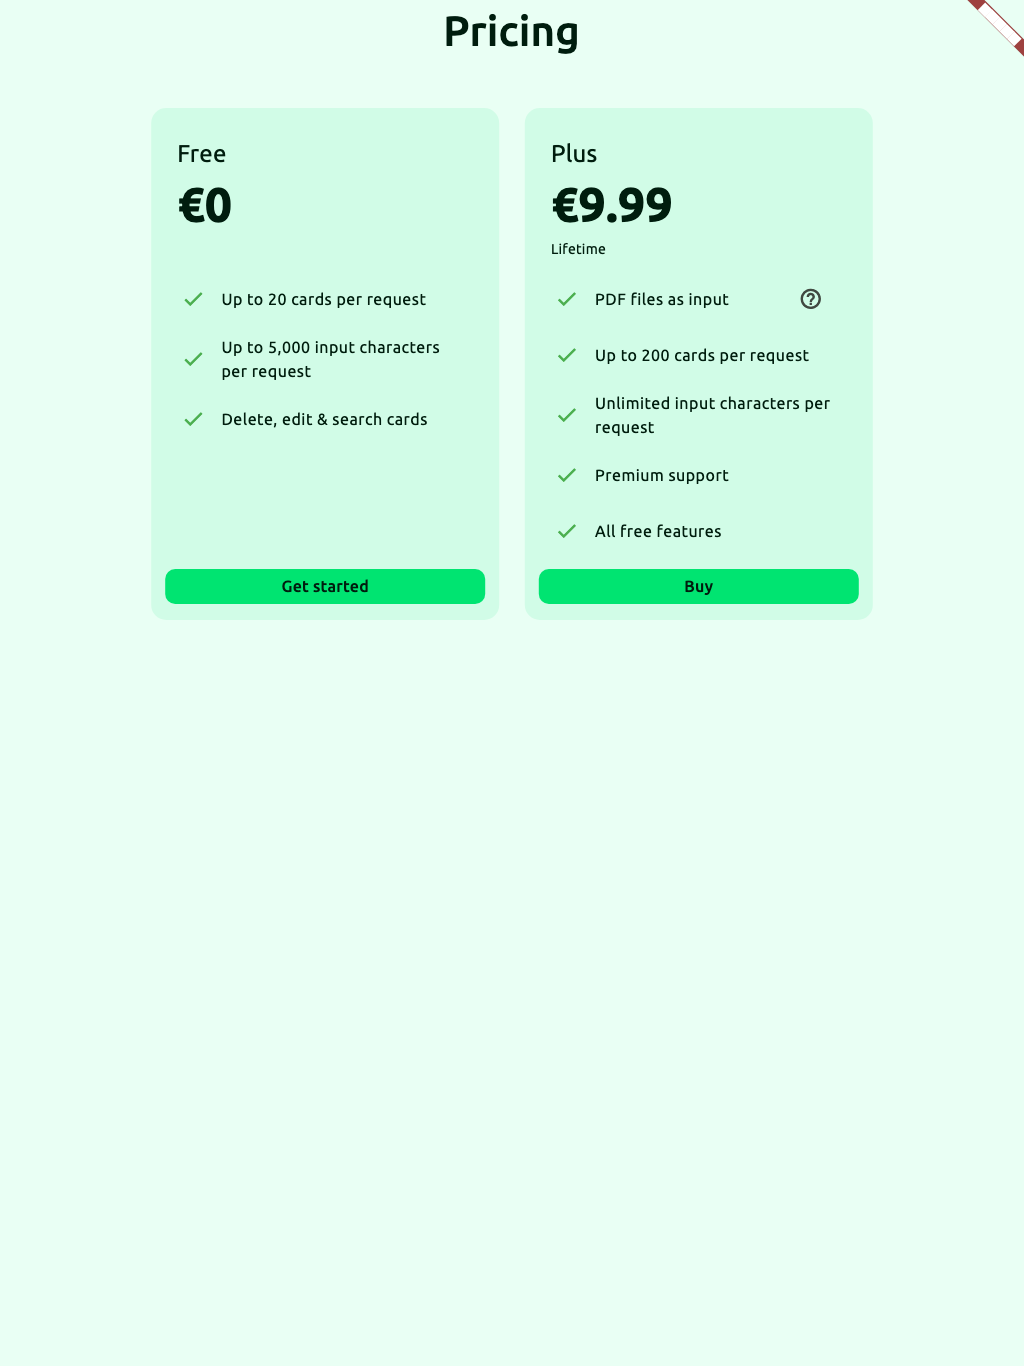 Pricing
Free
€0
Up to 20 cards per request
Up to 5,000 input characters
per request
Delete, edit & search cards
Get started
Plus
€9.99
Lifetime
PDF files as input
Up to 200 cards per request
Unlimited input characters per
request
Premium support
All free features
Buy